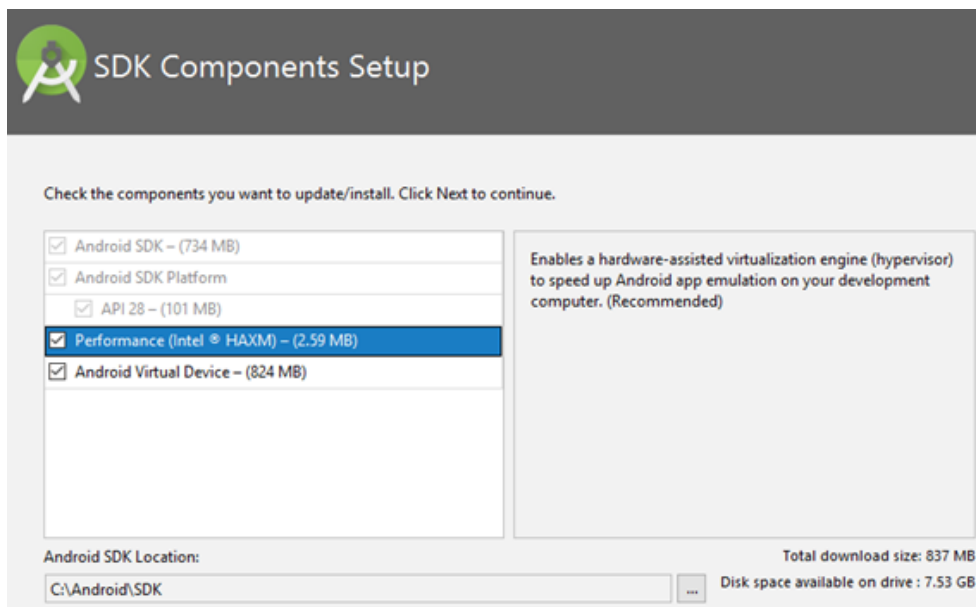 SDK Components Setup
Check the components you want to update/install. Click Next to continue.
Android SDK – (734 MB)
Android SDK Platform
API 28 – (101 MB)
Performance (Intel ® HAXM) – (2.59 MB)
Android Virtual Device – (824 MB)
Enables a hardware-assisted virtualization engine (hypervisor)
to speed up Android app emulation on your development
computer. (Recommended)
Android SDK Location:
Total download size: 837 MB
C:\Android\SDK
...
Disk space available on drive : 7.53 GB